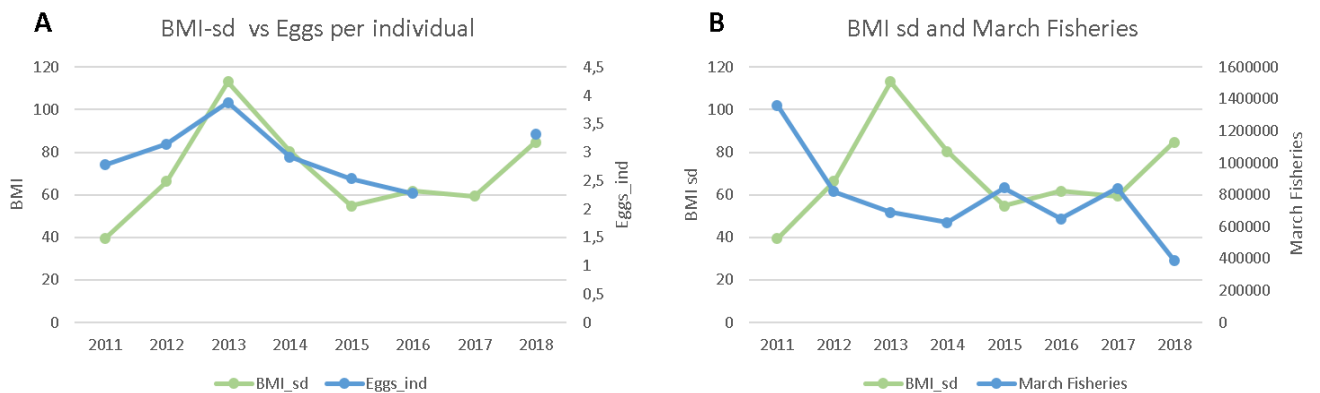 A
BMI-sd  vs Eggs per individual
120
100
80
60
40
20
0
BMI
4,5
4
3,5
3
2,5
2
1,5
1
0,5
0
Eggs_ind
2011 2012 2013 2014 2015 2016 2017 2018
BMI_sd Eggs_ind
B
BMI sd and March Fisheries
120
100
80
60
40
20
0
BMI sd
1600000
1400000
1200000
1000000
800000
600000
400000
200000
0
March Fisheries
2011 2012 2013 2014 2015 2016 2017 2018
BMI_sd March Fisheries